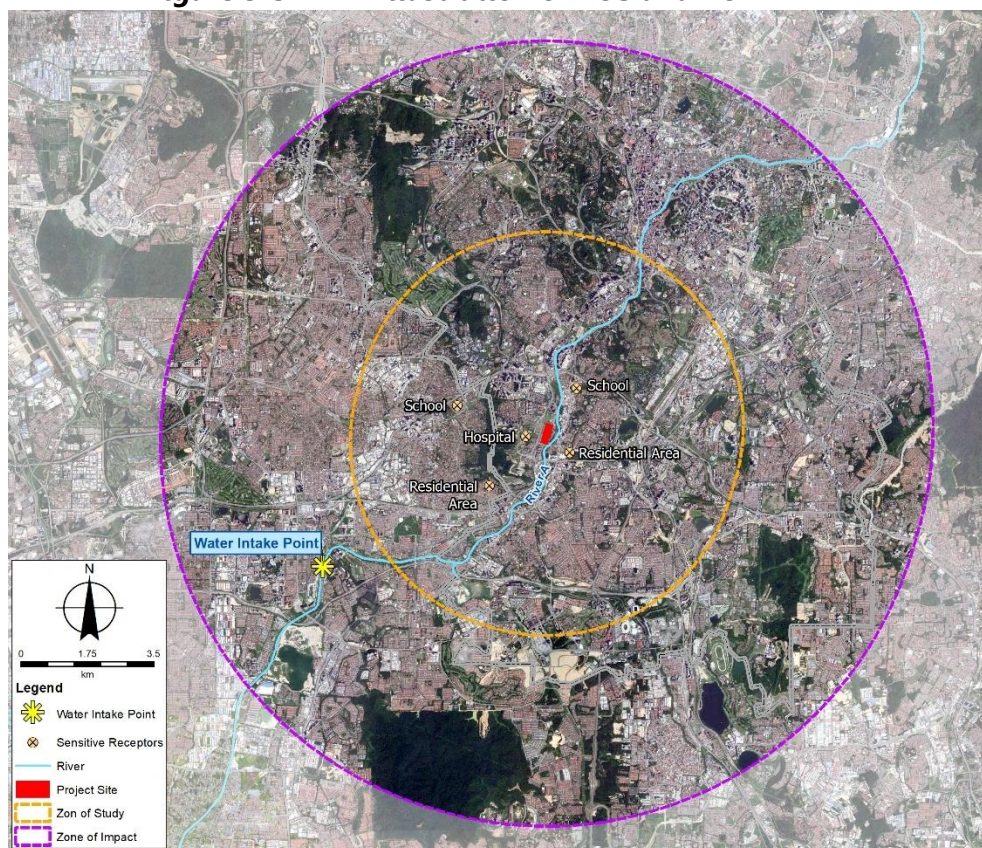 School
School
Hospital
Residential Area
Residential
Area
River A
Water Intake Point
N
0 1.75 3.5
km
Legend
Water Intake Point
Sensitive Receptors
River
Project Site
Zon of Study
Zone of Impact